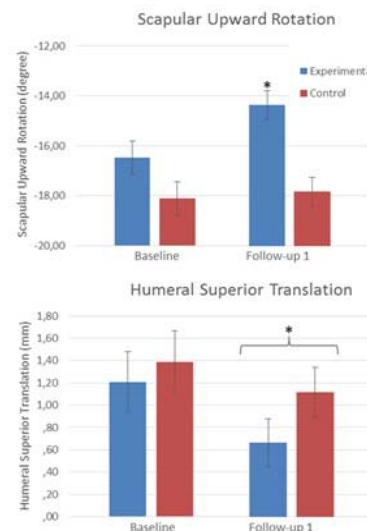 Scapular Upward Rotation
Scapular Upward Rotation (degree)
-12,00
-14,00
-16,00
-18,00
-20,00
*
Experimenta
Control
Baseline
Follow-up 1
Humeral Superior Translation
Humeral Superior Translation (mm)
1,80
1,60
1,40
1,20
1,00
,80
,60
,40
,20
,00
*
Baseline
Follow-up 1